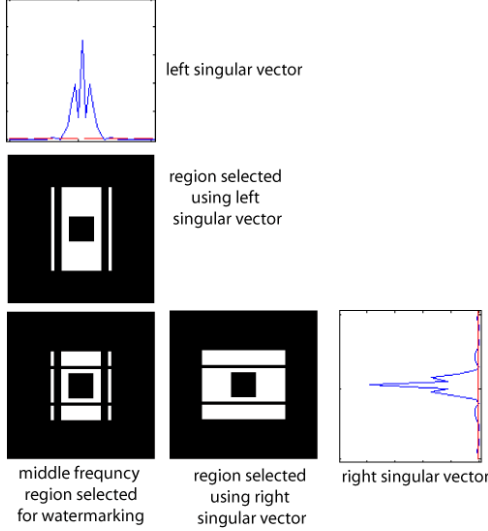 left singular vector
region selected
using left
singular vector
middle frequncy
region selected
for watermarking
region selected
using right
singular vector
right singular vector